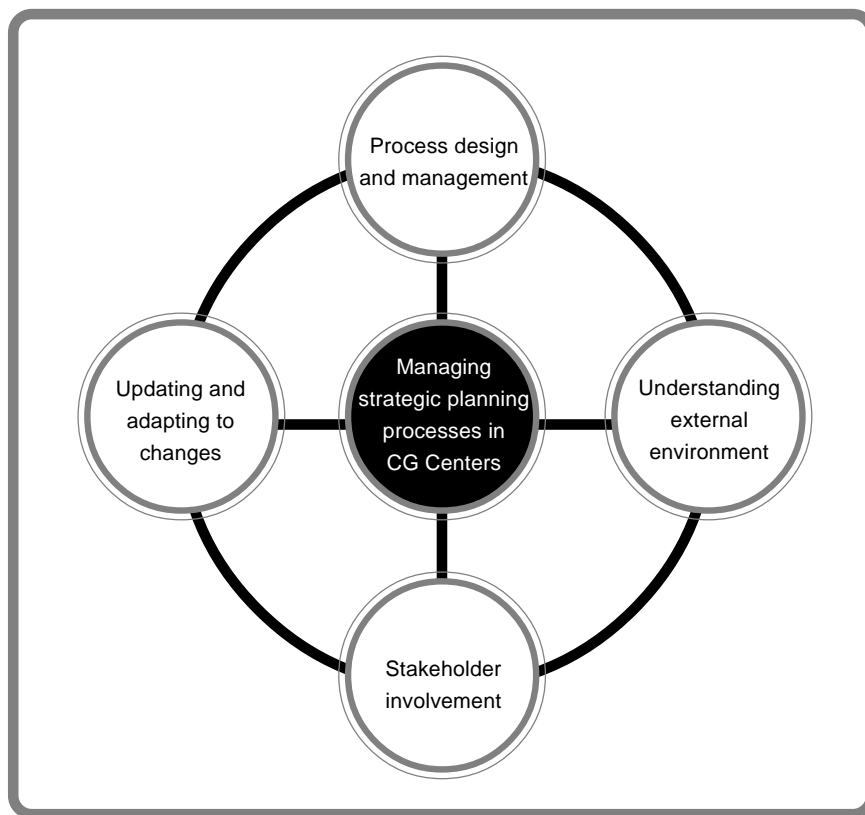 Process design
and management
Updating and
adapting to
changes
Managing
strategic planning
processes in
CG Centers
Understanding
external
environment
Stakeholder
involvement